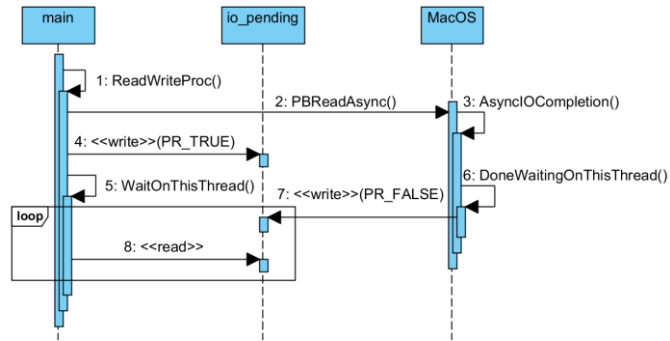 main
io_pending
MacOS
1: ReadWriteProc()
2: PBReadAsync()
3: AsyncIOCompletion()
4: <<write>>(PR_TRUE)
5: WaitOnThisThread()
6: DoneWaitingOnThisThread()
7: <<write>>(PR_FALSE)
loop
8: <<read>>